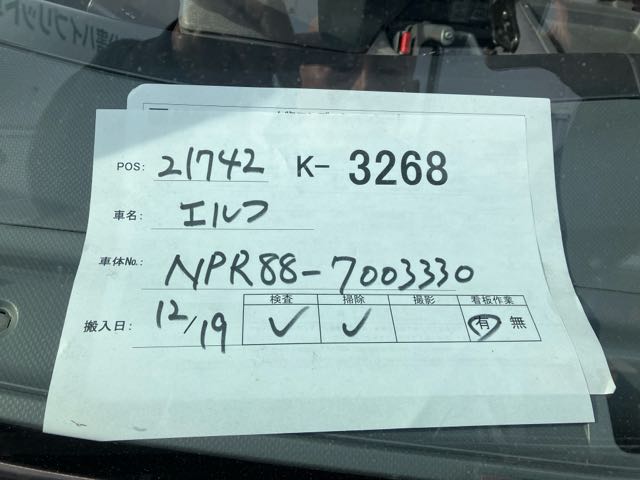 POS: 21742 K- 3268
車名: エルフ
車体No.: NPR88-7003330
検査 掃除 撮影 看板作業
搬入日: 12/19 ✓ ✓ 有 無